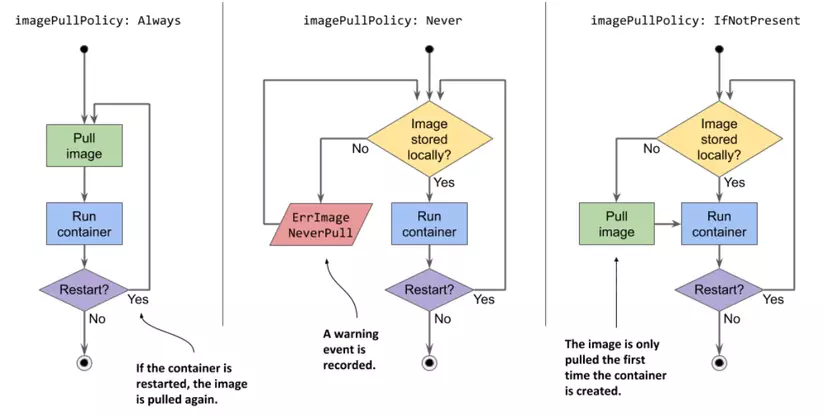 imagePullPolicy: Always
Pull
image
Run
container
Restart?
Yes
No
If the container is
restarted, the image
is pulled again.
imagePullPolicy: Never
Image
stored
locally?
No
Yes
ErrImage
NeverPull
Run
container
Restart?
Yes
No
A warning
event is
recorded.
imagePullPolicy: IfNotPresent
Image
stored
locally?
No
Yes
Pull
image
Run
container
Restart?
Yes
No
The image is only
pulled the first
time the container
is created.